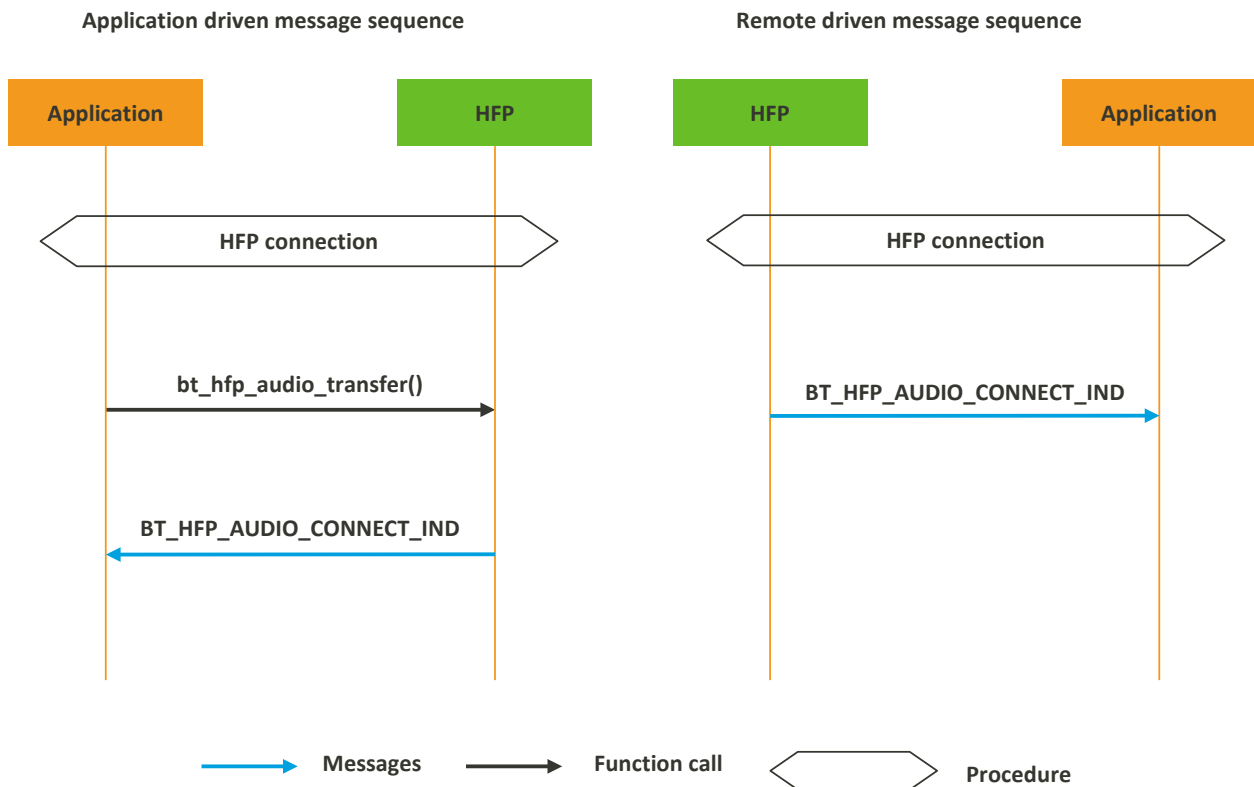 Application driven message sequence
Remote driven message sequence
Application
HFP
HFP
Application
HFP connection
HFP connection
bt_hfp_audio_transfer()
BT_HFP_AUDIO_CONNECT_IND
BT_HFP_AUDIO_CONNECT_IND
Messages
Function call
Procedure